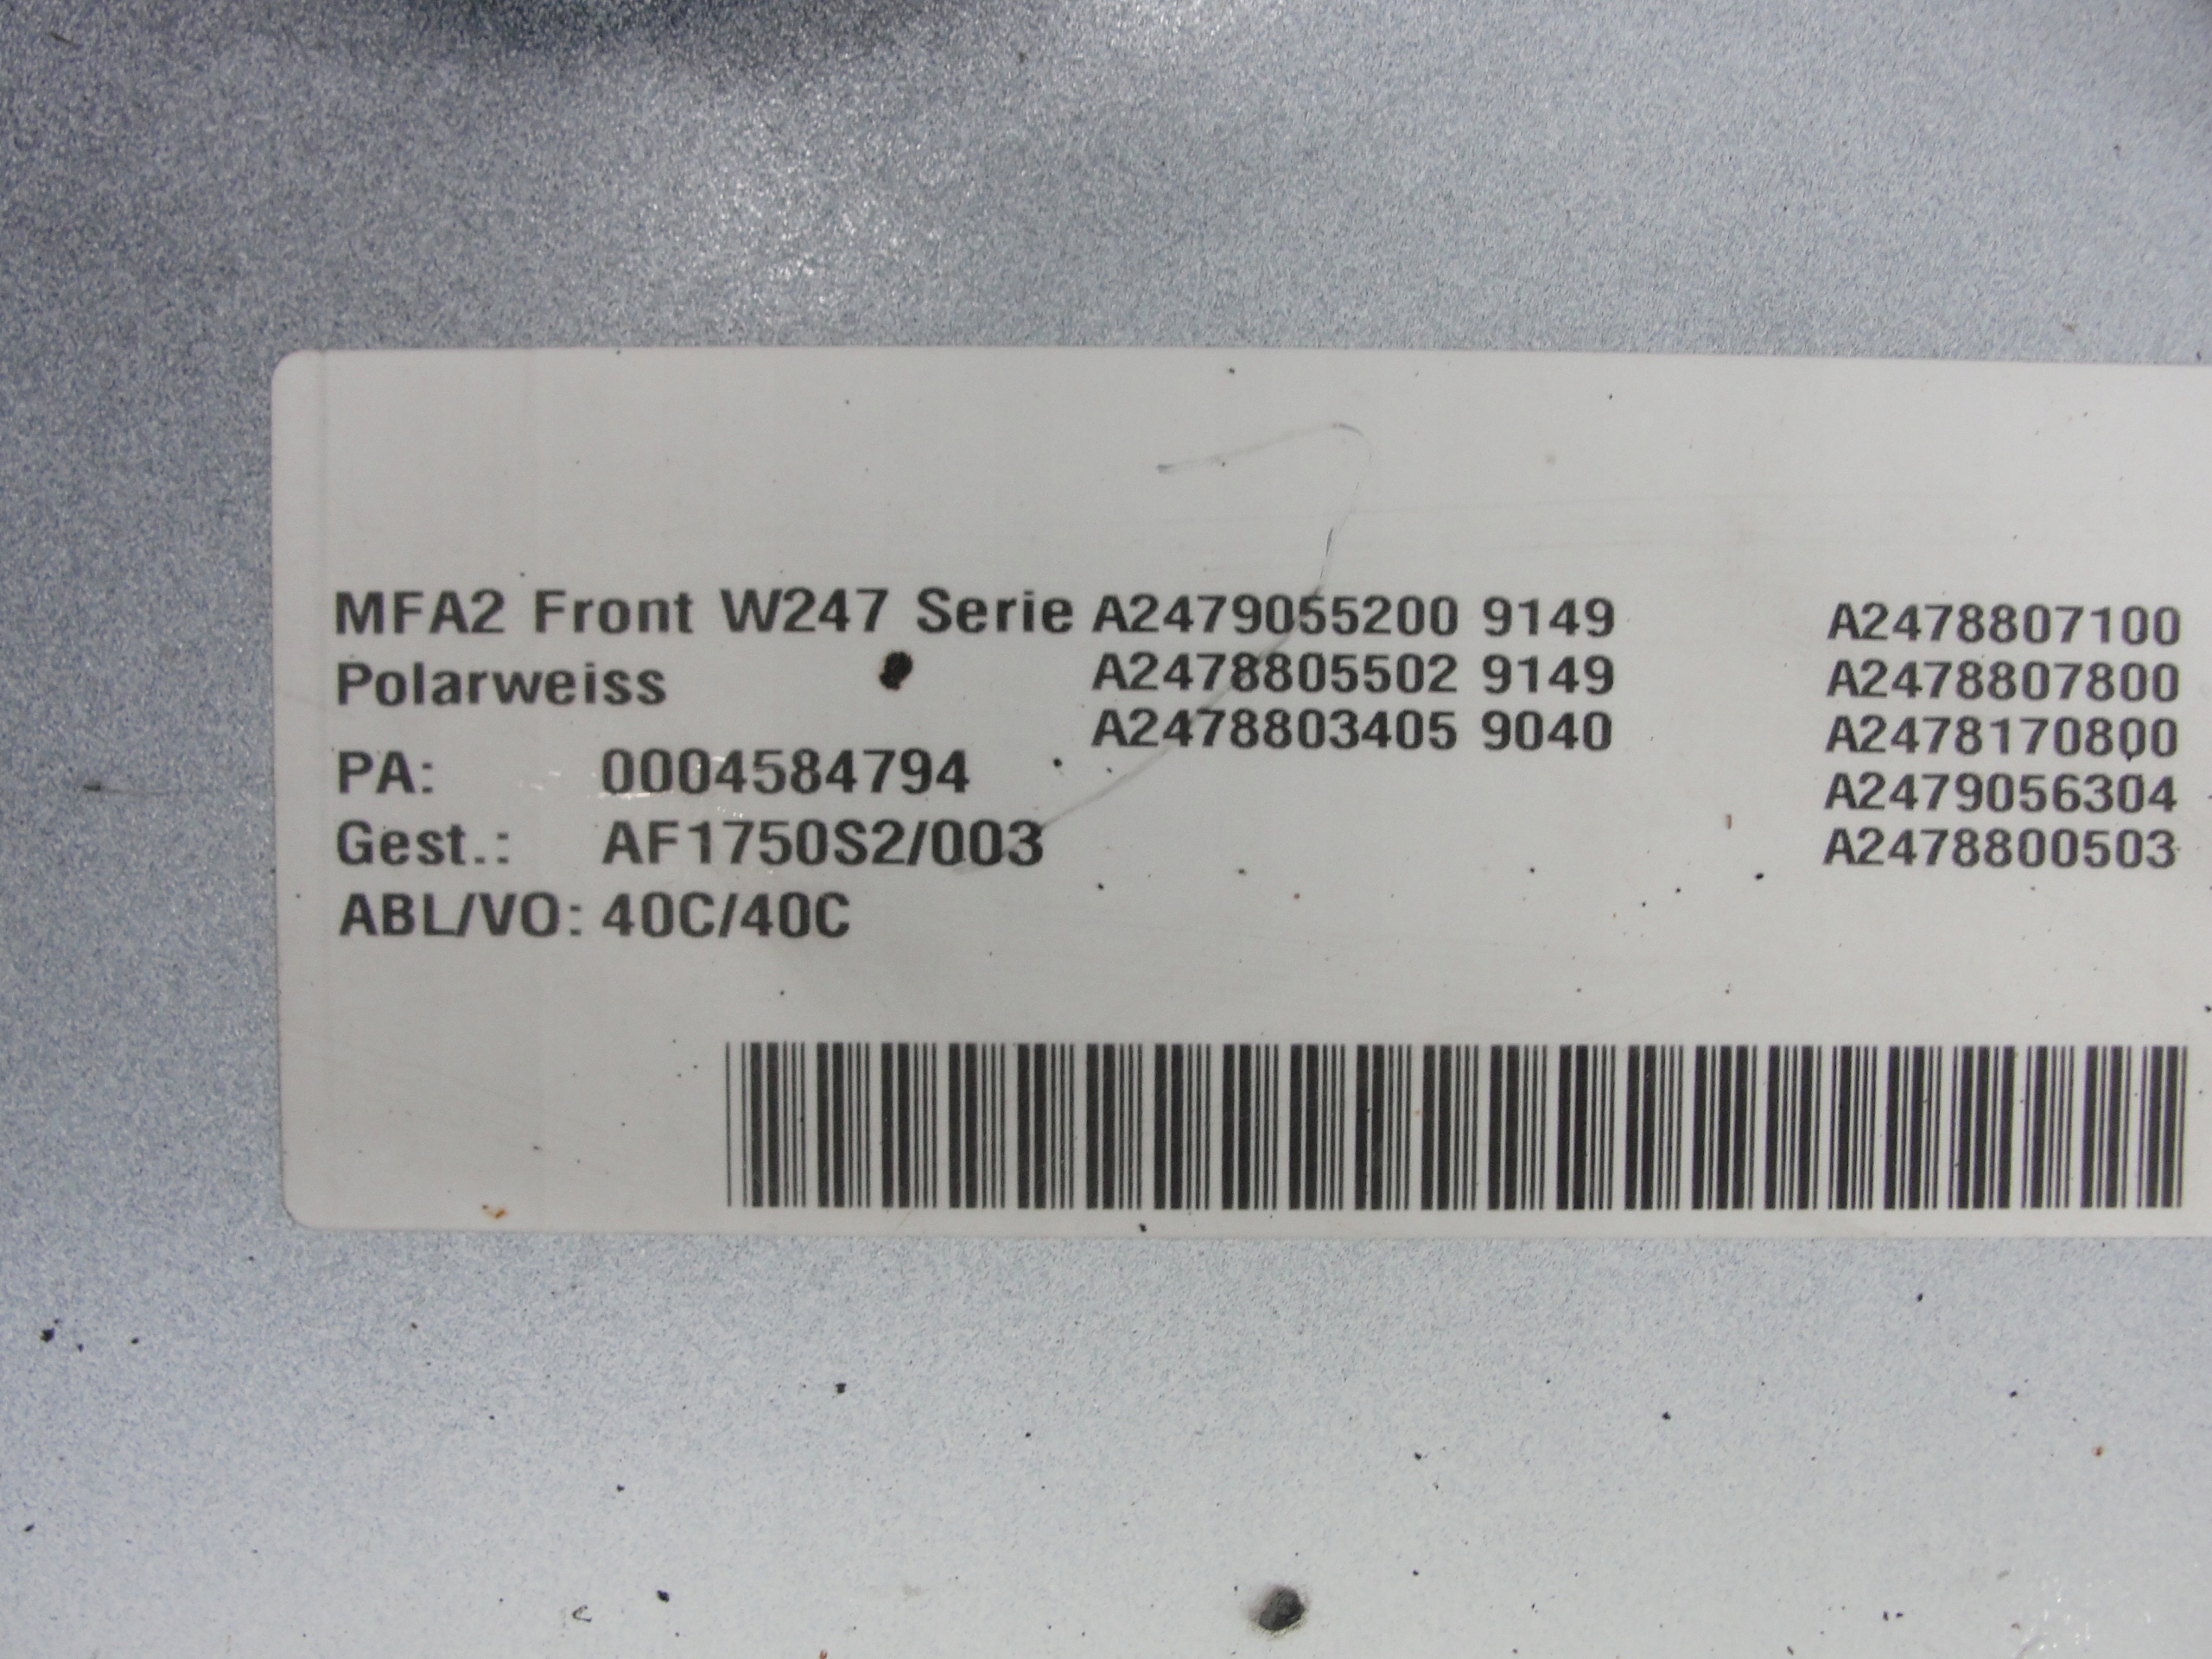 MFA2 Front W247 Serie
Polarweiss
PA: 0004584794
Gest.: AF1750S2/003
ABL/VO: 40C/40C
A2479055200 9149
A2478805502 9149
A2478803405 9040
A2478807100
A2478807800
A2478170800
A2479056304
A2478800503